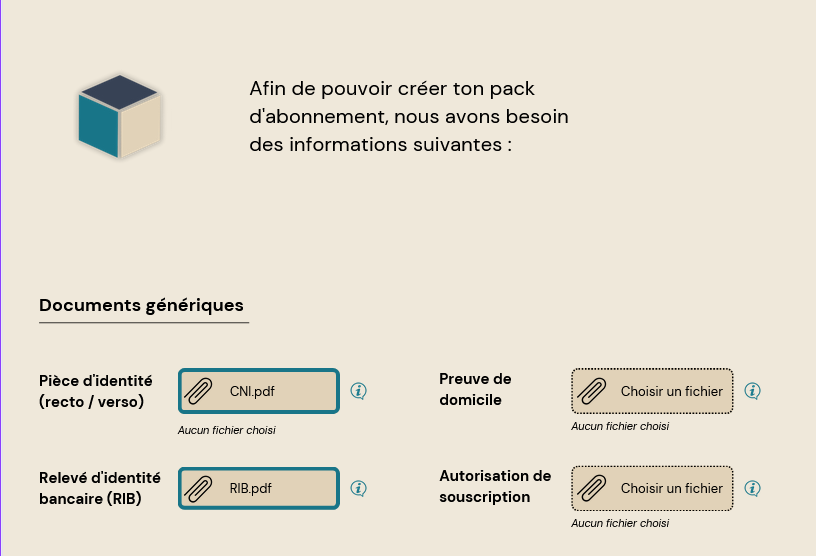 Afin de pouvoir créer ton pack
d'abonnement, nous avons besoin
des informations suivantes :
Documents génériques
Pièce d'identité
(recto / verso)
CNI.pdf
i
Aucun fichier choisi
Preuve de
domicile
Choisir un fichier
i
Aucun fichier choisi
Relevé d'identité
bancaire (RIB)
RIB.pdf
i
Autorisation de
souscription
Choisir un fichier
i
Aucun fichier choisi